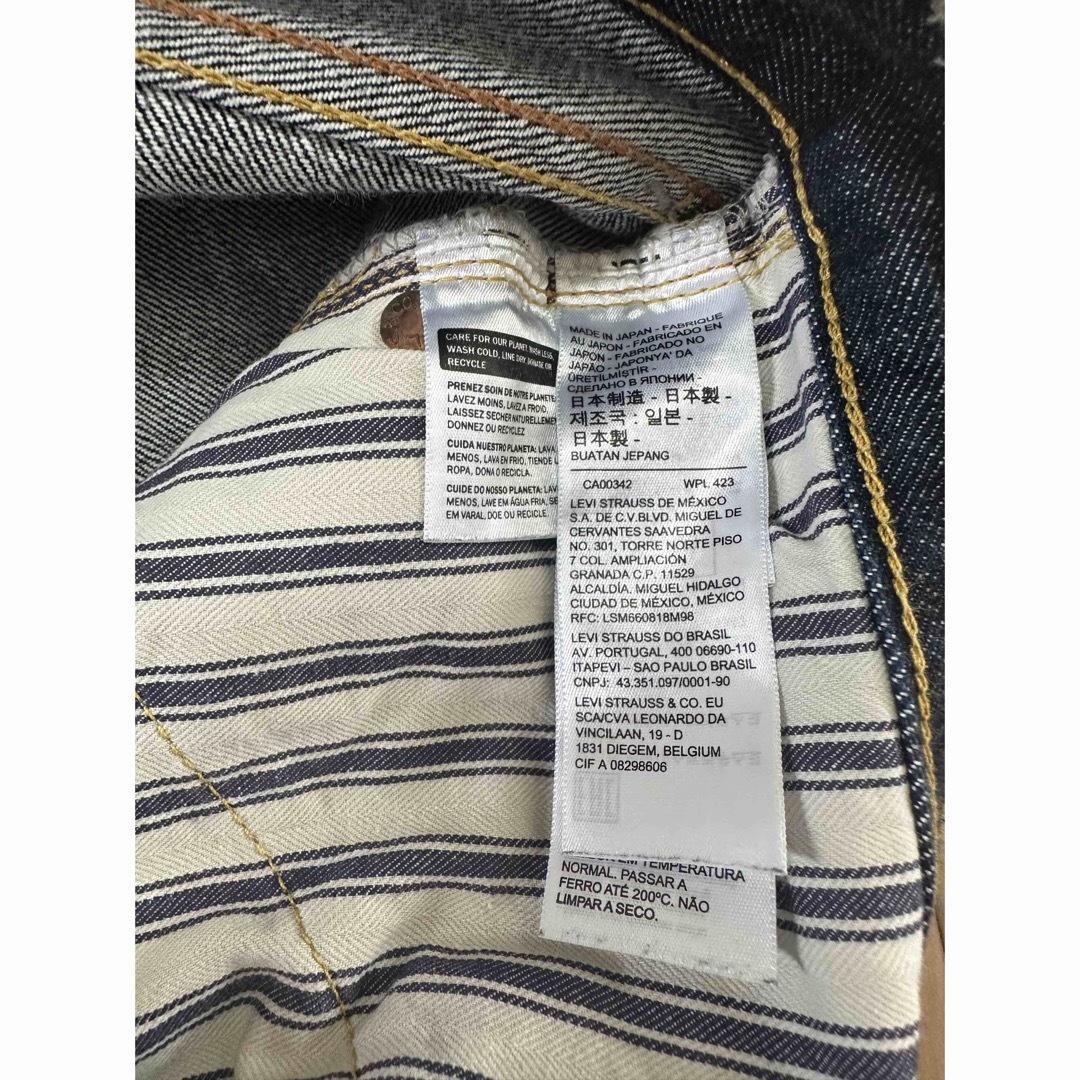 CARE FOR OUR PLANET. WASH LESS,
WASH COLD, LINE DRY, DONATE OR
RECYCLE
PRENEZ SOIN DE NOTRE PLANETE:
LAVEZ MOINS, LAVEZ A FROID,
LAISSEZ SECHER NATURELLEMENT
DONNEZ OU RECYCLEZ
CUIDA NUESTRO PLANETA: LAVA
MENOS, LAVA EN FRIO, TIENDE
ROPA, DONA O RECICLA.
CUIDE DO NOSSO PLANETA:
MENOS, LAVE EM ÁGUA FRIA,
EM VARAL, DOE OU RECICLE.
MADE IN JAPAN - FABRIQUE
AU JAPON - FABRICADO EN
JAPON - FABRICADO NO
JAPÃO - JAPONYA' DA
ÜRETILMIŞTIR -
СДЕЛАНО В ЯПОНИИ -
日本制造 - 日本製 -
제조국 : 일본 -
日本製 -
BUATAN JEPANG
CA00342 WPL 423
LEVI STRAUSS DE MÉXICO
S.A. DE C.V.BLVD. MIGUEL DE
CERVANTES SAAVEDRA
NO. 301, TORRE NORTE PISO
7 COL. AMPLIACIÓN
GRANADA C.P. 11529
ALCALDÍA. MIGUEL HIDALGO
CIUDAD DE MÉXICO, MÉXICO
RFC: LSM660818M98
LEVI STRAUSS DO BRASIL
AV. PORTUGAL, 400 06690-110
ITAPEVI – SAO PAULO BRASIL
CNPJ: 43.351.097/0001-90
LEVI STRAUSS & CO. EU
SCA/CVA LEONARDO DA
VINCILAAN, 19 - D
1831 DIEGEM, BELGIUM
CIF A 08298606
EM TEMPERATURA
NORMAL. PASSAR A
FERRO ATÉ 200ºC. NÃO
LIMPAR A SECO.